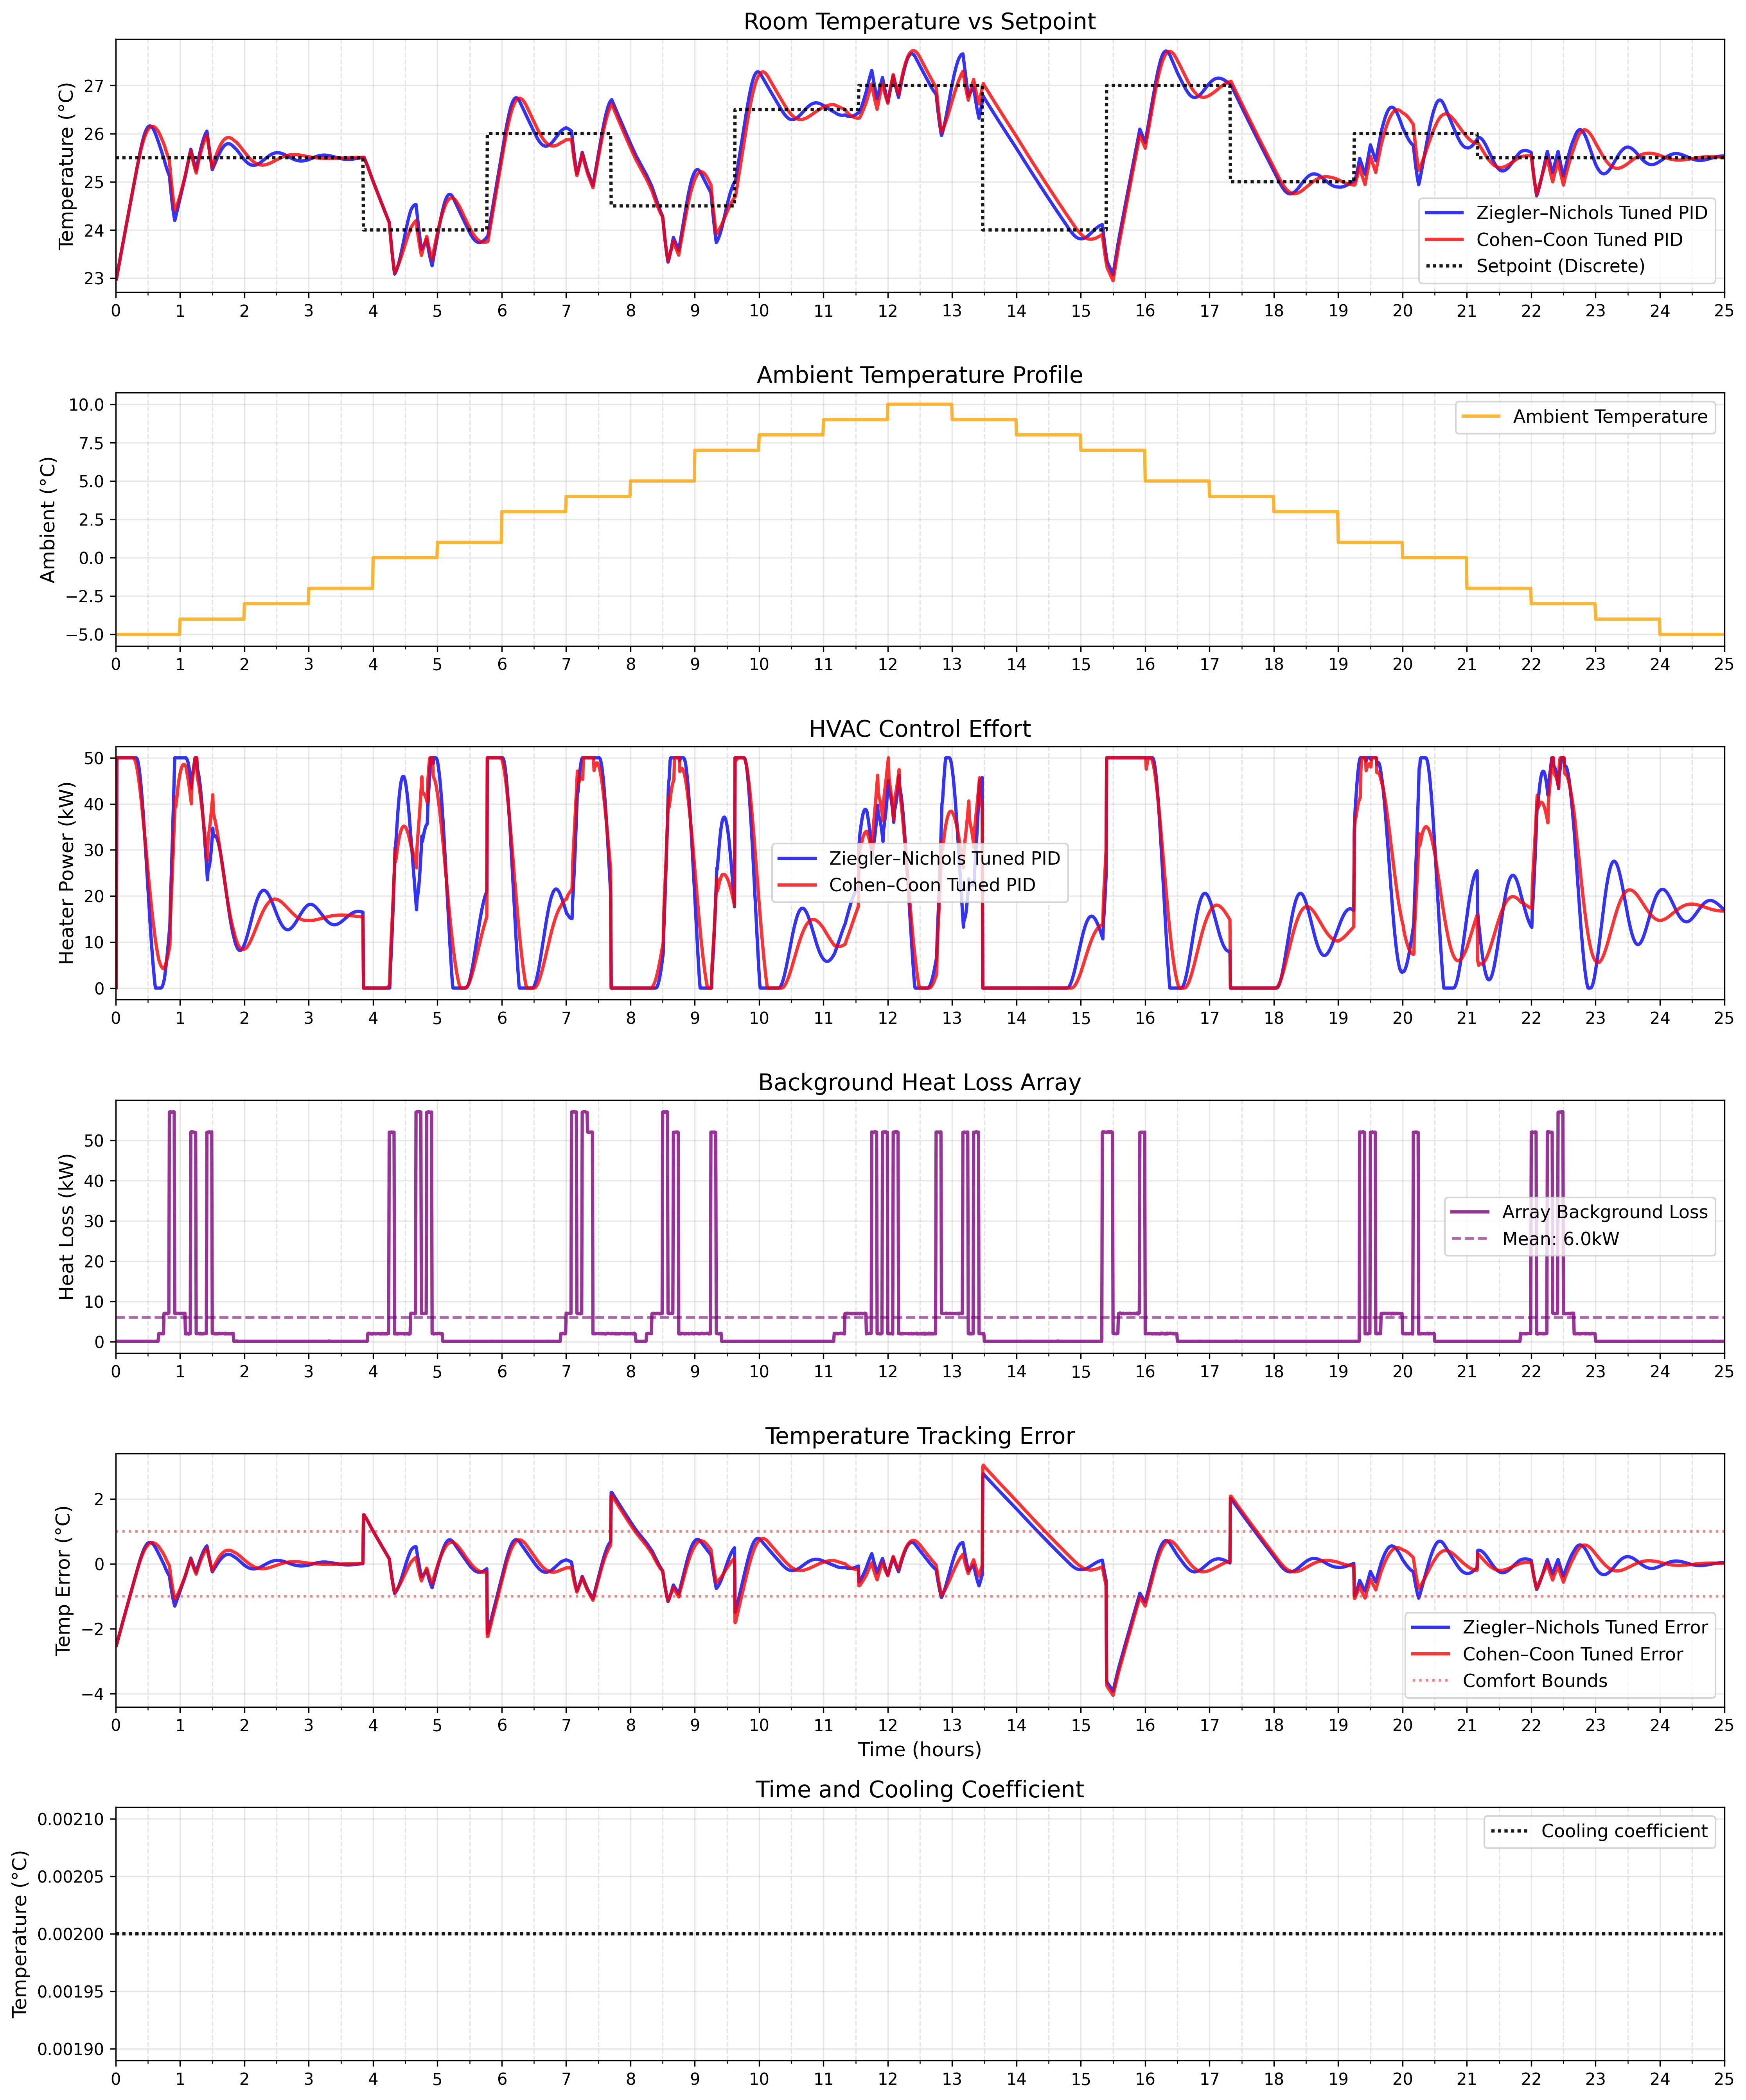 Room Temperature vs Setpoint
Temperature (°C)
27
26
25
24
23
Ziegler–Nichols Tuned PID
Cohen–Coon Tuned PID
Setpoint (Discrete)
0 1 2 3 4 5 6 7 8 9 10 11 12 13 14 15 16 17 18 19 20 21 22 23 24 25
Ambient Temperature Profile
Ambient (°C)
10.0
7.5
5.0
2.5
0.0
−2.5
−5.0
Ambient Temperature
0 1 2 3 4 5 6 7 8 9 10 11 12 13 14 15 16 17 18 19 20 21 22 23 24 25
HVAC Control Effort
Heater Power (kW)
50
40
30
20
10
0
Ziegler–Nichols Tuned PID
Cohen–Coon Tuned PID
0 1 2 3 4 5 6 7 8 9 10 11 12 13 14 15 16 17 18 19 20 21 22 23 24 25
Background Heat Loss Array
Heat Loss (kW)
50
40
30
20
10
0
Array Background Loss
Mean: 6.0kW
0 1 2 3 4 5 6 7 8 9 10 11 12 13 14 15 16 17 18 19 20 21 22 23 24 25
Temperature Tracking Error
Temp Error (°C)
2
0
−2
−4
Ziegler–Nichols Tuned Error
Cohen–Coon Tuned Error
Comfort Bounds
0 1 2 3 4 5 6 7 8 9 10 11 12 13 14 15 16 17 18 19 20 21 22 23 24 25
Time (hours)
Time and Cooling Coefficient
Temperature (°C)
0.00210
0.00205
0.00200
0.00195
0.00190
Cooling coefficient
0 1 2 3 4 5 6 7 8 9 10 11 12 13 14 15 16 17 18 19 20 21 22 23 24 25